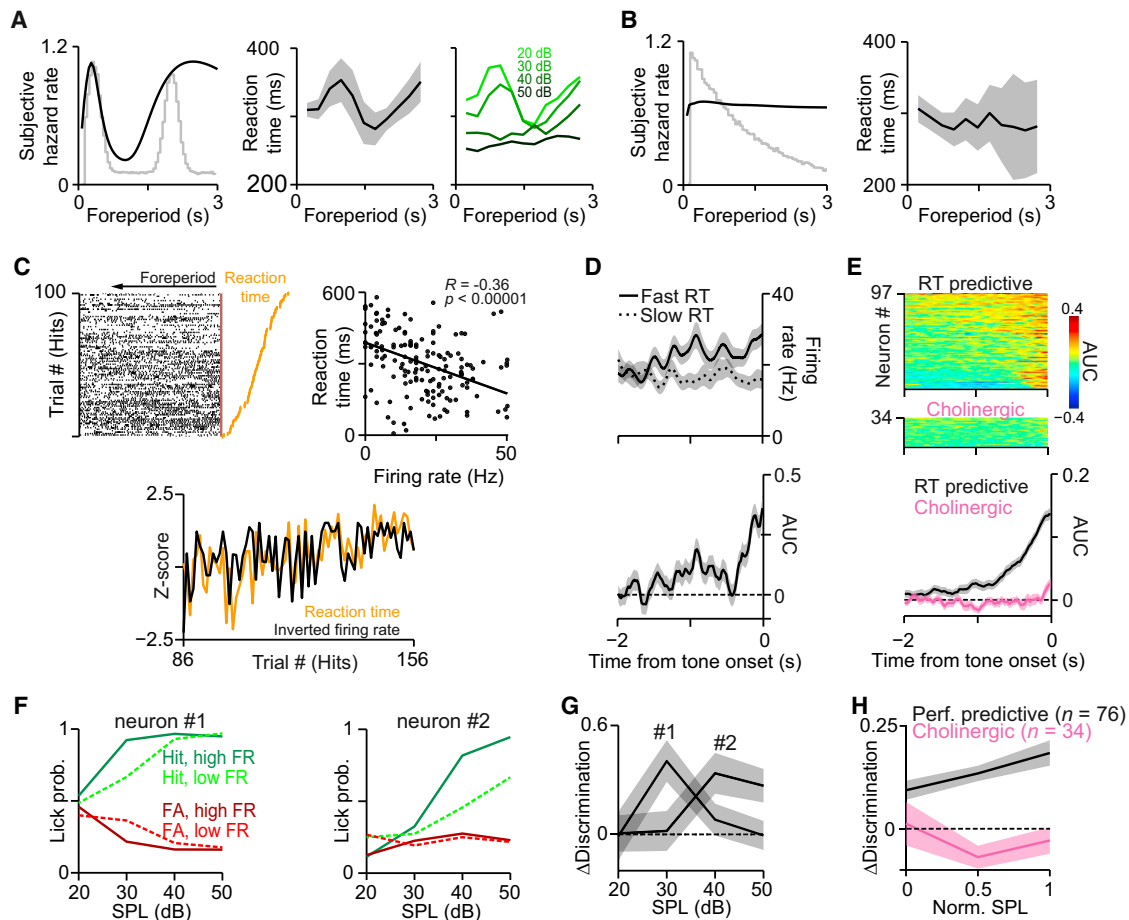 A
1.2
Subjective
hazard rate
0
0
3
Foreperiod (s)
400
Reaction
time (ms)
200
0
3
Foreperiod (s)
20 dB
30 dB
40 dB
50 dB
0
3
Foreperiod (s)
B
1.2
Subjective
hazard rate
0
0
3
Foreperiod (s)
400
Reaction
time (ms)
200
0
3
Foreperiod (s)
C
Foreperiod
Reaction
time
100
Trial # (Hits)
600
Reaction
time (ms)
0
R = -0.36
p < 0.00001
0
50
Firing rate (Hz)
2.5
Z-score
−2.5
Reaction time
Inverted firing rate
86
156
Trial # (Hits)
D
Fast RT
Slow RT
40
Firing
rate (Hz)
0
0.5
AUC
0
−2
0
Time from tone onset (s)
E
RT predictive
97
Neuron #
Cholinergic
34
0.4
AUC
−0.4
RT predictive
Cholinergic
0.2
AUC
0
−2
0
Time from tone onset (s)
F
neuron #1
1
Lick prob.
0
Hit, high FR
Hit, low FR
FA, high FR
FA, low FR
20
30
40
50
SPL (dB)
neuron #2
1
Lick prob.
0
20
30
40
50
SPL (dB)
G
0.6
ΔDiscrimination
0
#1
#2
20
30
40
50
SPL (dB)
H
0.25
Perf. predictive (n = 76)
Cholinergic (n = 34)
ΔDiscrimination
0
0
0.5
1
Norm. SPL